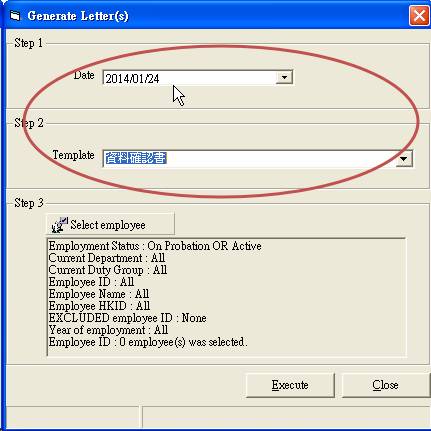 Generate Letter(s)
Step 1
Date 2014/01/24
Step 2
Template 資料確認書
Step 3
Select employee
Employment Status : On Probation OR Active
Current Department : All
Current Duty Group : All
Employee ID : All
Employee Name : All
Employee HKID : All
EXCLUDED employee ID : None
Year of employment : All
Employee ID : 0 employee(s) was selected.
Execute Close